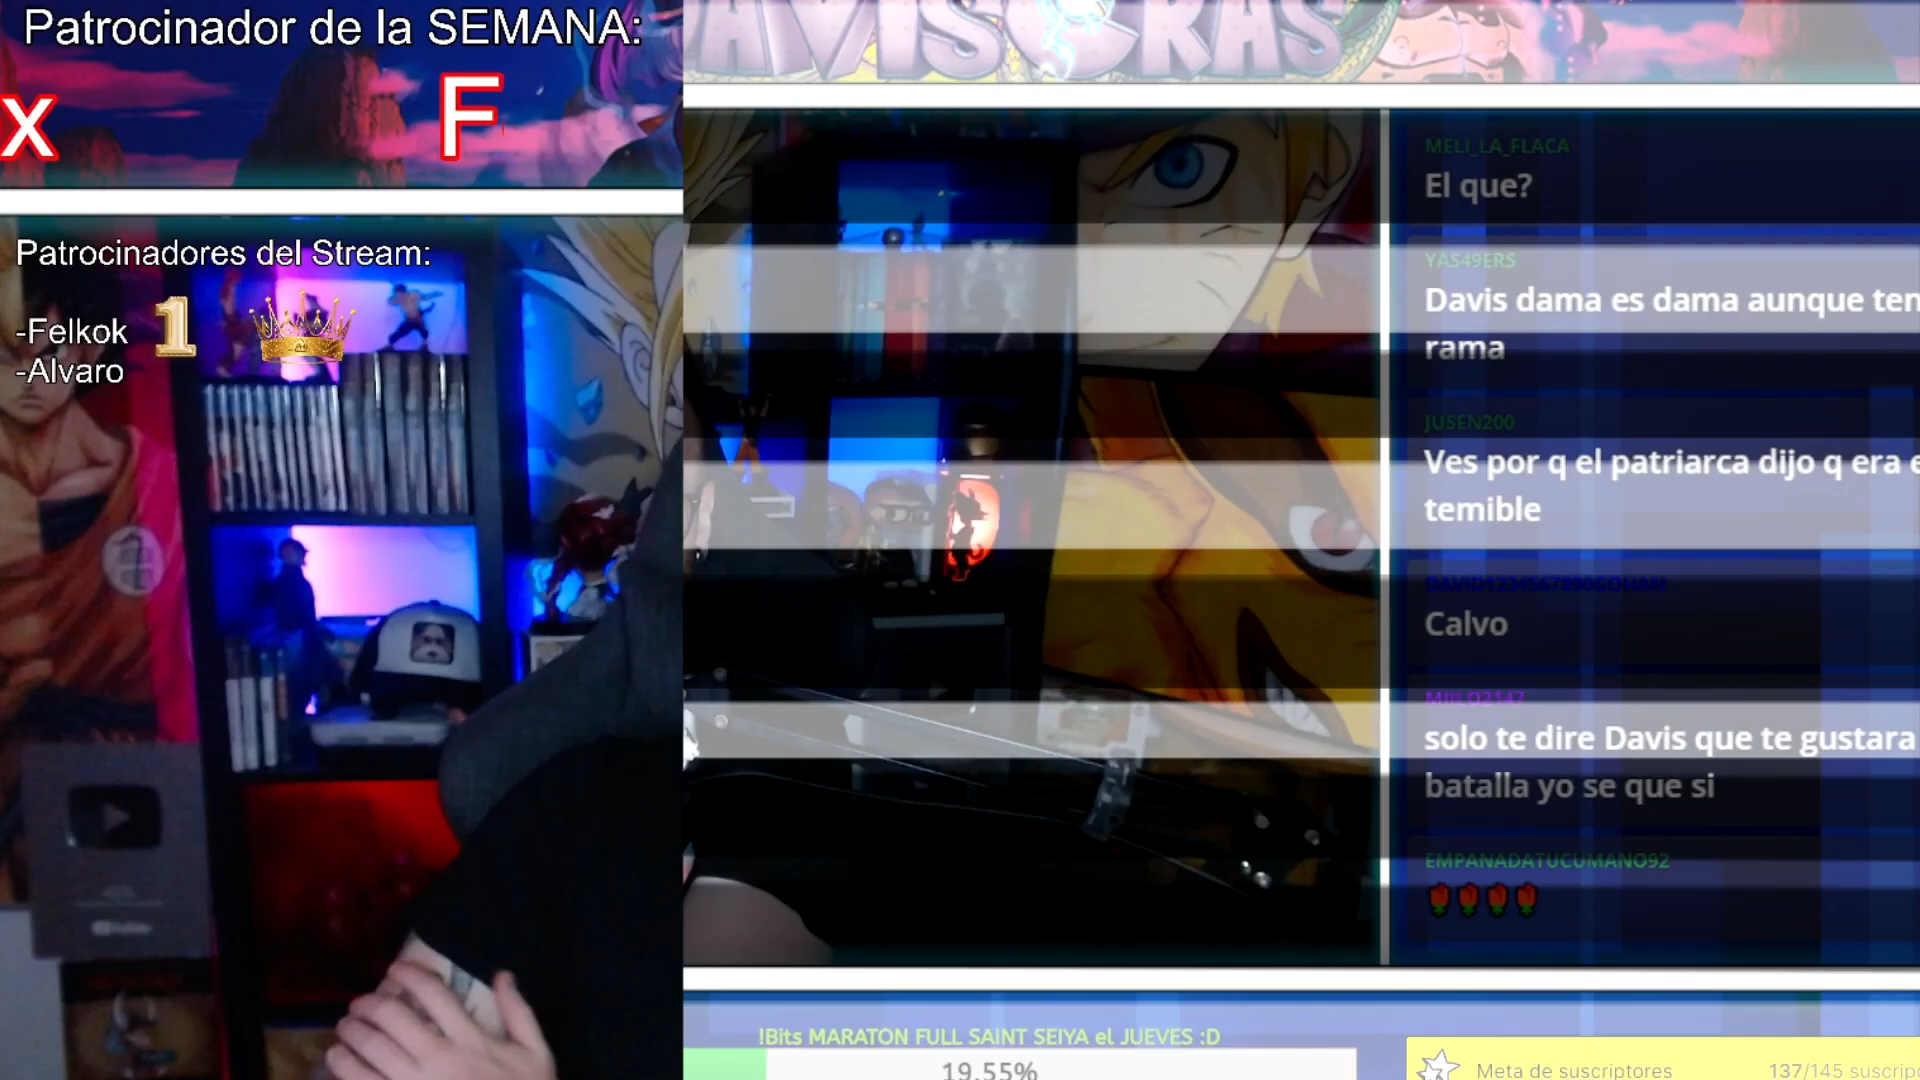 Patrocinador de la SEMANA:
X F
Patrocinadores del Stream:
-Felkok 1
-Alvaro
MELI_LA_FLACA
El que?
YAS49ERS
Davis dama es dama aunque ten
rama
JUSEN200
Ves por q el patriarca dijo q era e
temible
DAVID1234567890GOHAN
Calvo
MIILO2147
solo te dire Davis que te gustara
batalla yo se que si
EMPANADATUCUMANO92
!Bits MARATON FULL SAINT SEIYA el JUEVES :D
19.55%
Meta de suscriptores 137/145 suscrip